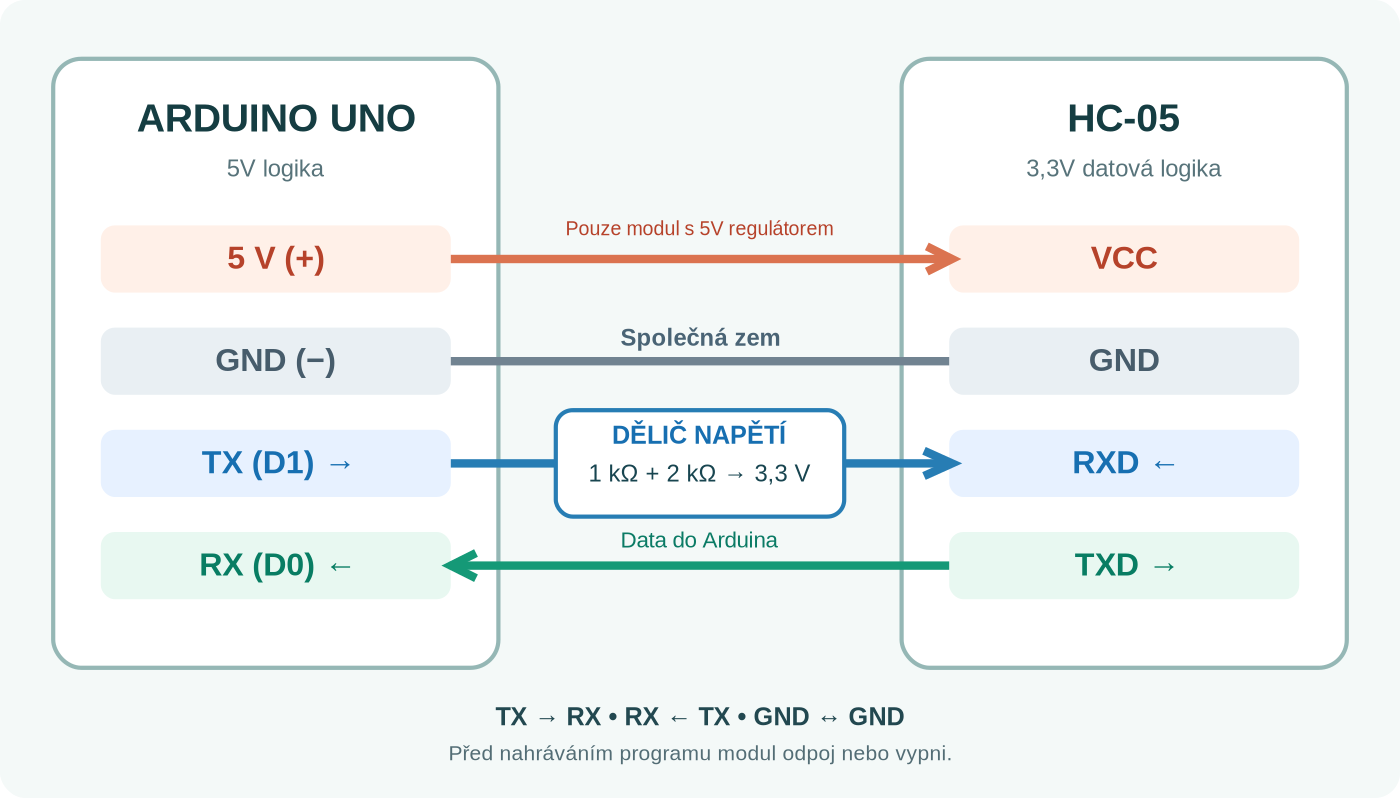 ARDUINO UNO
5V logika
HC-05
3,3V datová logika
5 V (+)
Pouze modul s 5V regulátorem
VCC
GND (−)
Společná zem
GND
TX (D1) →
DĚLIČ NAPĚTÍ
1 kΩ + 2 kΩ → 3,3 V
RXD ←
RX (D0) ←
Data do Arduina
TXD →
TX → RX • RX ← TX • GND ↔ GND
Před nahráváním programu modul odpoj nebo vypni.